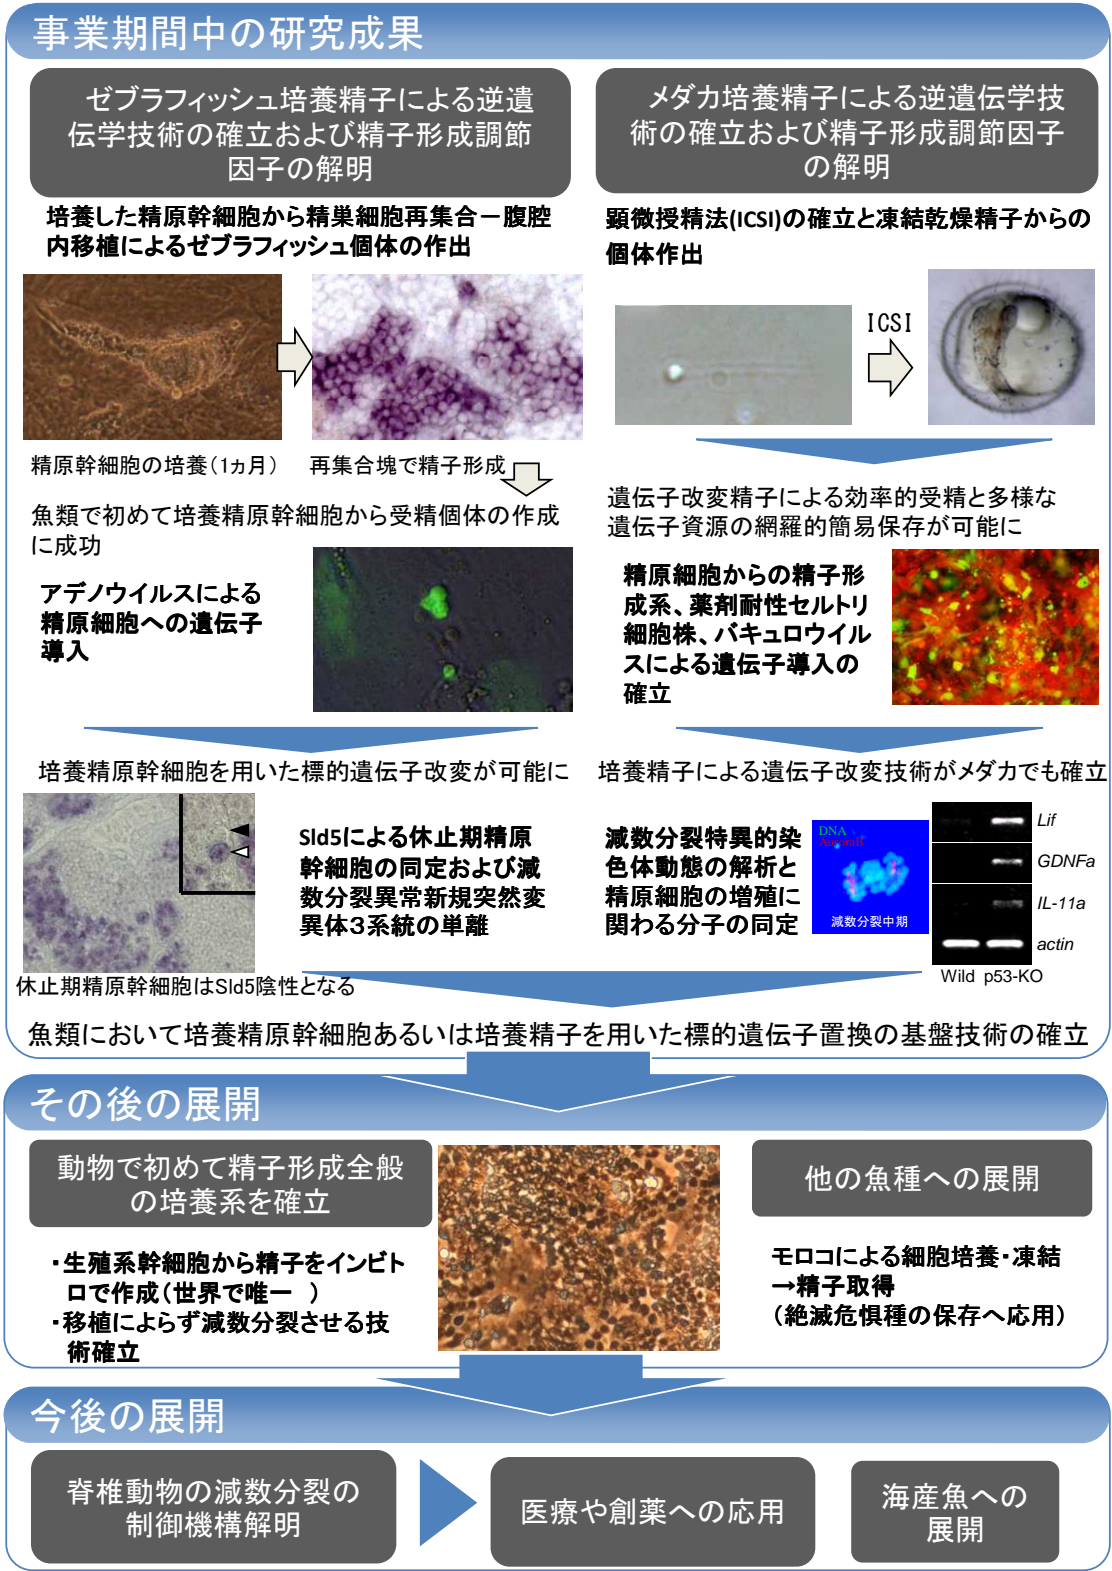 事業期間中の研究成果
ゼブラフィッシュ培養精子による逆遺
伝学技術の確立および精子形成調節
因子の解明
培養した精原幹細胞から精巣細胞再集合－腹腔
内移植によるゼブラフィッシュ個体の作出
精原幹細胞の培養（1ヵ月）
再集合塊で精子形成
魚類で初めて培養精原幹細胞から受精個体の作成
に成功
アデノウイルスによる
精原細胞への遺伝子
導入
培養精原幹細胞を用いた標的遺伝子改変が可能に
Sld5による休止期精原
幹細胞の同定および減
数分裂異常新規突然変
異体３系統の単離
休止期精原幹細胞はSld5陰性となる
メダカ培養精子による逆遺伝学技
術の確立および精子形成調節因子
の解明
顕微授精法(ICSI)の確立と凍結乾燥精子からの
個体作出
ICSI
遺伝子改変精子による効率的受精と多様な
遺伝子資源の網羅的簡易保存が可能に
精原細胞からの精子形
成系、薬剤耐性セルトリ
細胞株、バキュロウイル
スによる遺伝子導入の
確立
培養精子による遺伝子改変技術がメダカでも確立
減数分裂特異的染
色体動態の解析と
精原細胞の増殖に
関わる分子の同定
DNA
AuroraB
減数分裂中期
Lif
GDNFa
IL-11a
actin
Wild p53-KO
魚類において培養精原幹細胞あるいは培養精子を用いた標的遺伝子置換の基盤技術の確立
その後の展開
動物で初めて精子形成全般
の培養系を確立
・生殖系幹細胞から精子をインビト
ロで作成（世界で唯一　）
・移植によらず減数分裂させる技
術確立
他の魚種への展開
モロコによる細胞培養・凍結
→精子取得
（絶滅危惧種の保存へ応用）
今後の展開
脊椎動物の減数分裂の
制御機構解明
医療や創薬への応用
海産魚への
展開